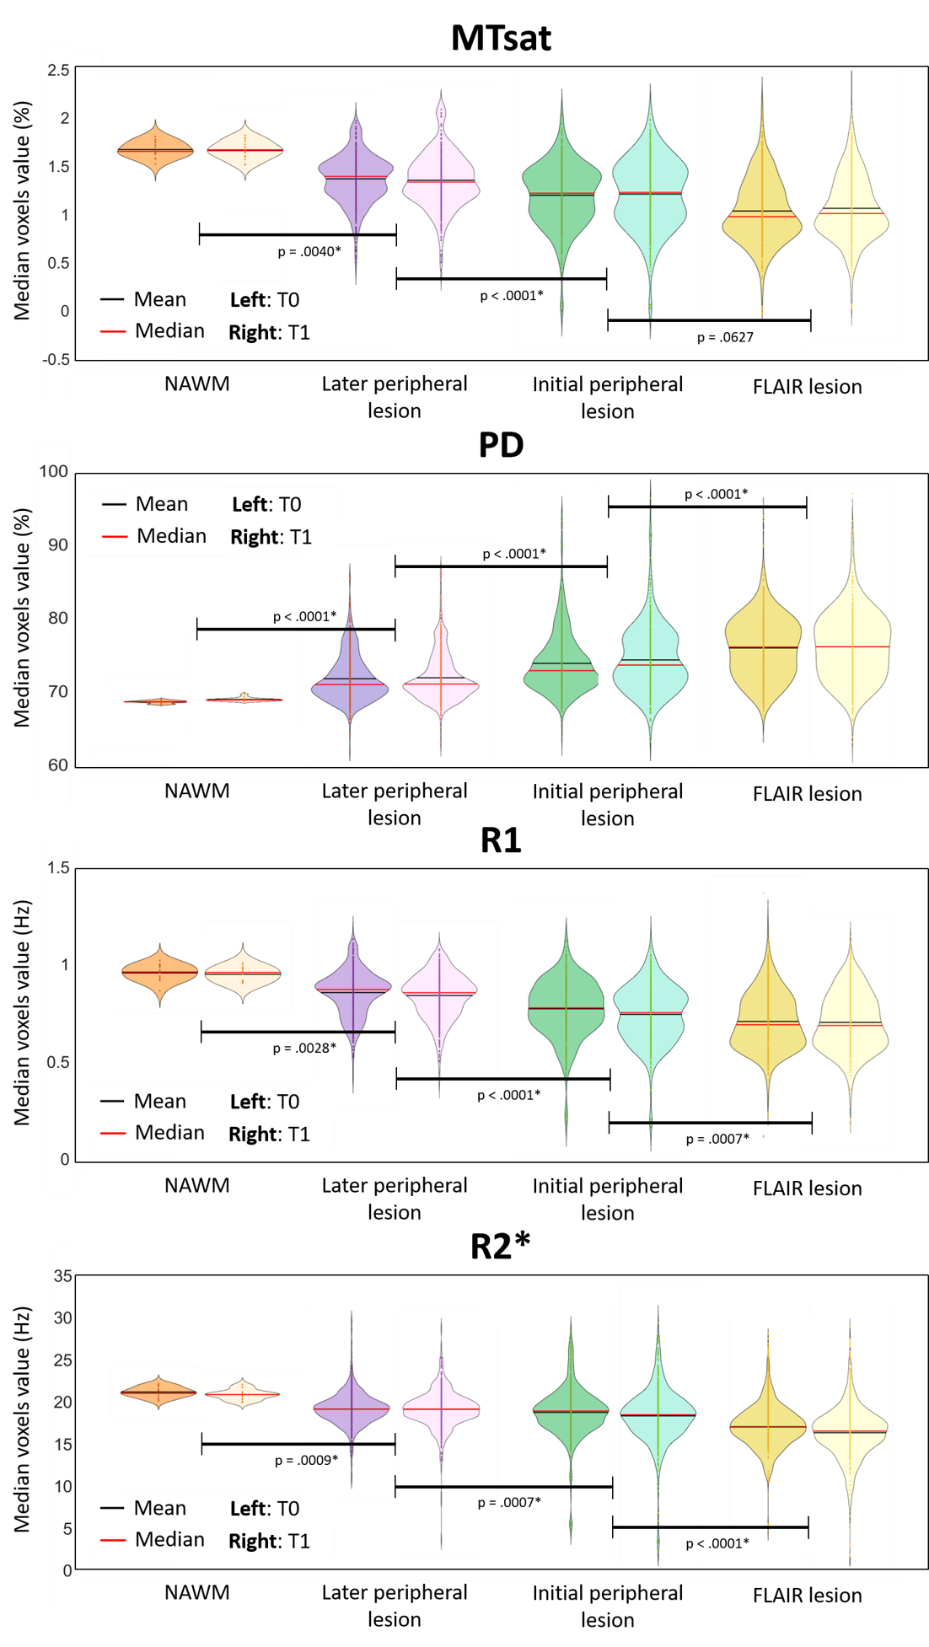 MTsat
Median voxels value (%)
2.5
2
1.5
1
0.5
0
-0.5
p = .0040*
p < .0001*
p = .0627
Mean Left: T0
Median Right: T1
NAWM
Later peripheral
lesion
Initial peripheral
lesion
FLAIR lesion
PD
Median voxels value (%)
100
90
80
70
60
Mean Left: T0
Median Right: T1
p < .0001*
p < .0001*
p < .0001*
NAWM
Later peripheral
lesion
Initial peripheral
lesion
FLAIR lesion
R1
Median voxels value (Hz)
1.5
1
0.5
0
p = .0028*
p < .0001*
p = .0007*
Mean Left: T0
Median Right: T1
NAWM
Later peripheral
lesion
Initial peripheral
lesion
FLAIR lesion
R2*
Median voxels value (Hz)
35
30
25
20
15
10
5
0
p = .0009*
p = .0007*
p < .0001*
Mean Left: T0
Median Right: T1
NAWM
Later peripheral
lesion
Initial peripheral
lesion
FLAIR lesion